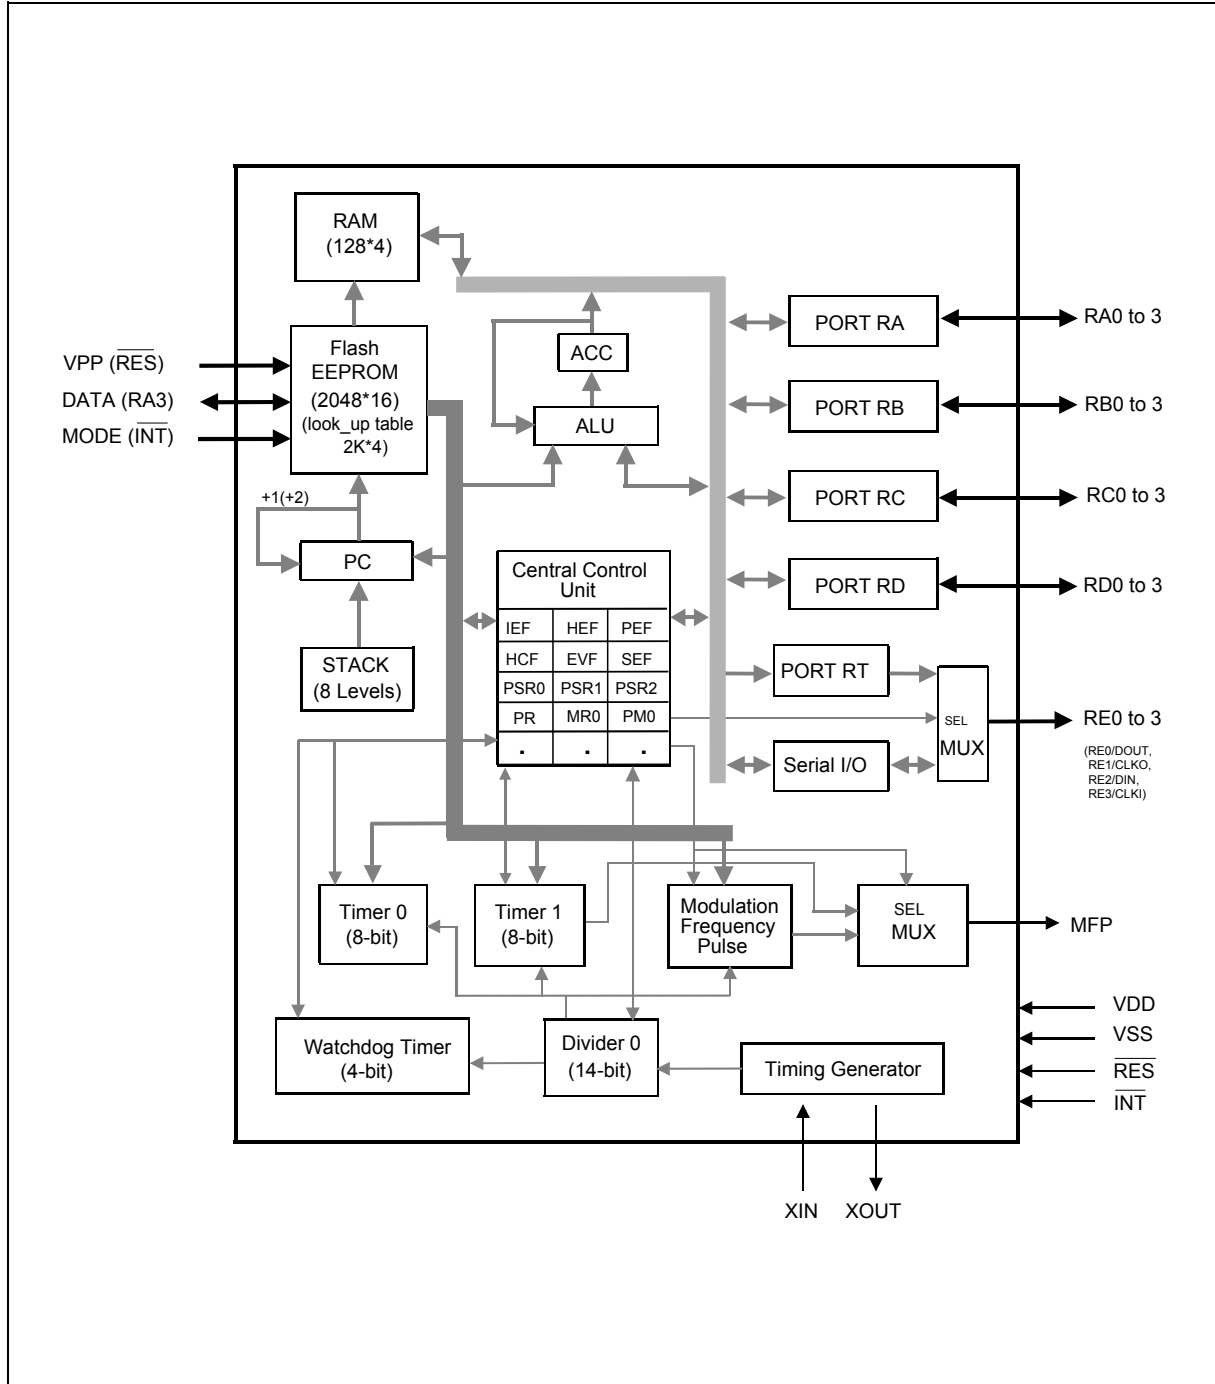 RAM
(128*4)
Flash
EEPROM
(2048*16)
(look_up table
2K*4)
VPP (R̅E̅S̅)
DATA (RA3)
MODE (I̅N̅T̅)
+1(+2)
PC
STACK
(8 Levels)
ACC
ALU
Central Control
Unit
IEF HEF PEF
HCF EVF SEF
PSR0 PSR1 PSR2
PR MR0 PM0
. . .
PORT RA
RA0 to 3
PORT RB
RB0 to 3
PORT RC
RC0 to 3
PORT RD
RD0 to 3
PORT RT
Serial I/O
SEL
MUX
RE0 to 3
(RE0/DOUT,
RE1/CLKO,
RE2/DIN,
RE3/CLKI)
Timer 0
(8-bit)
Timer 1
(8-bit)
Modulation
Frequency
Pulse
SEL
MUX
MFP
Watchdog Timer
(4-bit)
Divider 0
(14-bit)
Timing Generator
VDD
VSS
R̅E̅S̅
I̅N̅T̅
XIN XOUT